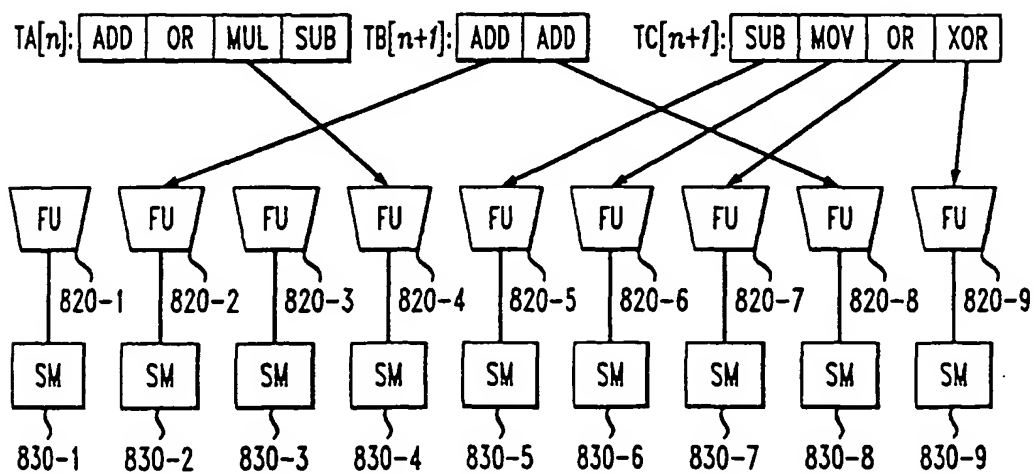 TA[n]: ADD OR MUL SUB TB[n+1]: ADD ADD TC[n+1]: SUB MOV OR XOR
FU FU FU FU FU FU FU FU FU
820-1 820-2 820-3 820-4 820-5 820-6 820-7 820-8 820-9
SM SM SM SM SM SM SM SM SM
830-1 830-2 830-3 830-4 830-5 830-6 830-7 830-8 830-9